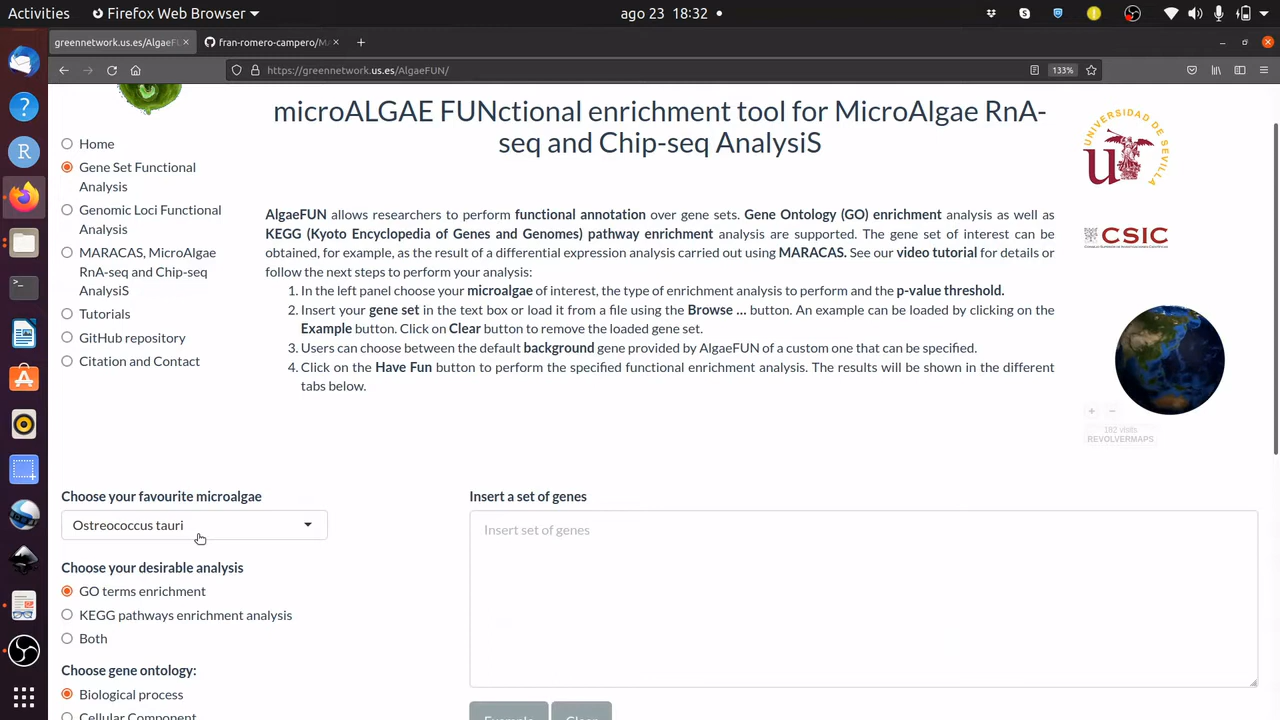 Activities
Firefox Web Browser
ago 23 18:32
greennetwork.us.es/AlgaeF
fran-romero-campero/M
https://greennetwork.us.es/AlgaeFUN/
133%
microALGAE FUNctional enrichment tool for MicroAlgae RnA-
seq and Chip-seq AnalysiS
Home
Gene Set Functional
Analysis
Genomic Loci Functional
Analysis
MARACAS, MicroAlgae
RnA-seq and Chip-seq
AnalysiS
Tutorials
GitHub repository
Citation and Contact
AlgaeFUN allows researchers to perform functional annotation over gene sets. Gene Ontology (GO) enrichment analysis as well as
KEGG (Kyoto Encyclopedia of Genes and Genomes) pathway enrichment analysis are supported. The gene set of interest can be
obtained, for example, as the result of a differential expression analysis carried out using MARACAS. See our video tutorial for details or
follow the next steps to perform your analysis:
1. In the left panel choose your microalgae of interest, the type of enrichment analysis to perform and the p-value threshold.
2. Insert your gene set in the text box or load it from a file using the Browse ... button. An example can be loaded by clicking on the
Example button. Click on Clear button to remove the loaded gene set.
3. Users can choose between the default background gene provided by AlgaeFUN of a custom one that can be specified.
4. Click on the Have Fun button to perform the specified functional enrichment analysis. The results will be shown in the different
tabs below.
UNIVERSIDAD DE SEVILLA
CSIC
+ −
182 visits
REVOLVERMAPS
Choose your favourite microalgae
Ostreococcus tauri
Choose your desirable analysis
GO terms enrichment
KEGG pathways enrichment analysis
Both
Choose gene ontology:
Biological process
Cellular Component
Insert a set of genes
Insert set of genes
Example
Clear